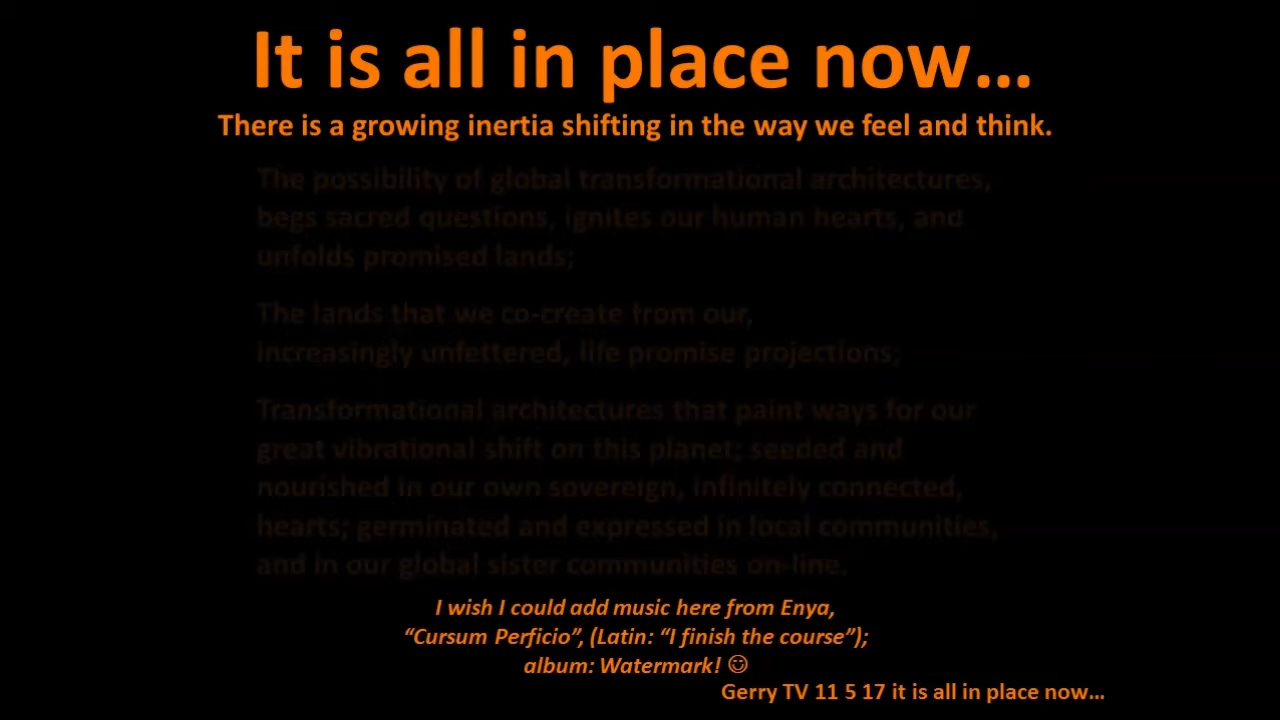 It is all in place now...
There is a growing inertia shifting in the way we feel and think.
The possibility of global transformational architectures,
begs sacred questions, ignites our human hearts, and
unfolds promised lands;
The lands that we co-create from our,
increasingly unfettered, life promise projections;
Transformational architectures that paint ways for our
great vibrational shift on this planet; seeded and
nourished in our own sovereign, infinitely connected,
hearts; germinated and expressed in local communities,
and in our global sister communities on-line.
I wish I could add music here from Enya,
“Cursum Perficio”, (Latin: “I finish the course”);
album: Watermark! ☺
Gerry TV 11 5 17 it is all in place now...